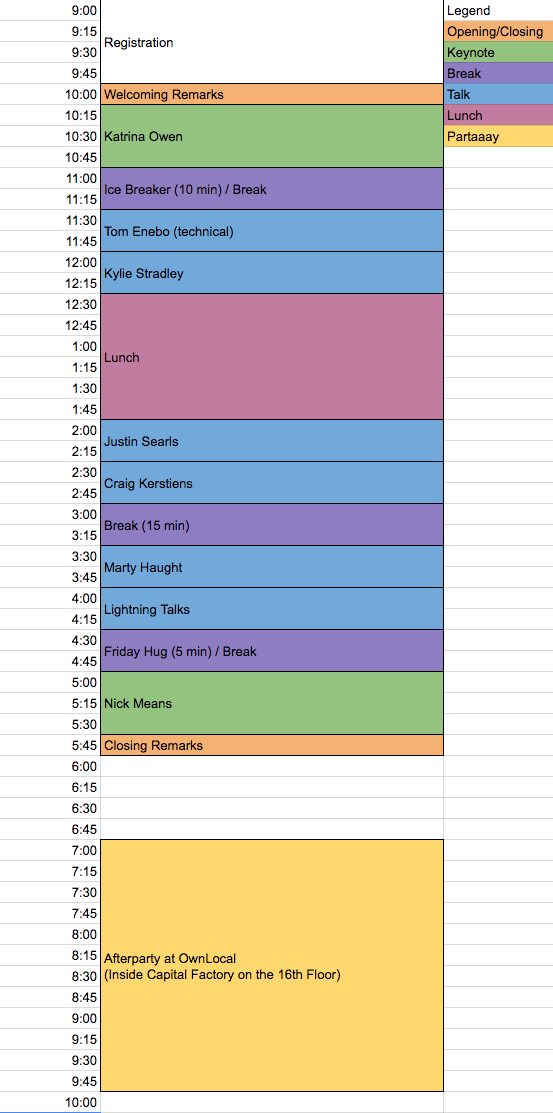 9:00 Legend
9:15 Opening/Closing
Registration
9:30 Keynote
9:45 Break
10:00 Welcoming Remarks Talk
10:15 Lunch
10:30 Katrina Owen Partaaay
10:45
11:00
Ice Breaker (10 min) / Break
11:15
11:30
Tom Enebo (technical)
11:45
12:00
Kylie Stradley
12:15
12:30
12:45
1:00
Lunch
1:15
1:30
1:45
2:00
Justin Searls
2:15
2:30
Craig Kerstiens
2:45
3:00
Break (15 min)
3:15
3:30
Marty Haught
3:45
4:00
Lightning Talks
4:15
4:30
Friday Hug (5 min) / Break
4:45
5:00
5:15 Nick Means
5:30
5:45 Closing Remarks
6:00
6:15
6:30
6:45
7:00
7:15
7:30
7:45
8:00
8:15 Afterparty at OwnLocal
8:30 (Inside Capital Factory on the 16th Floor)
8:45
9:00
9:15
9:30
9:45
10:00